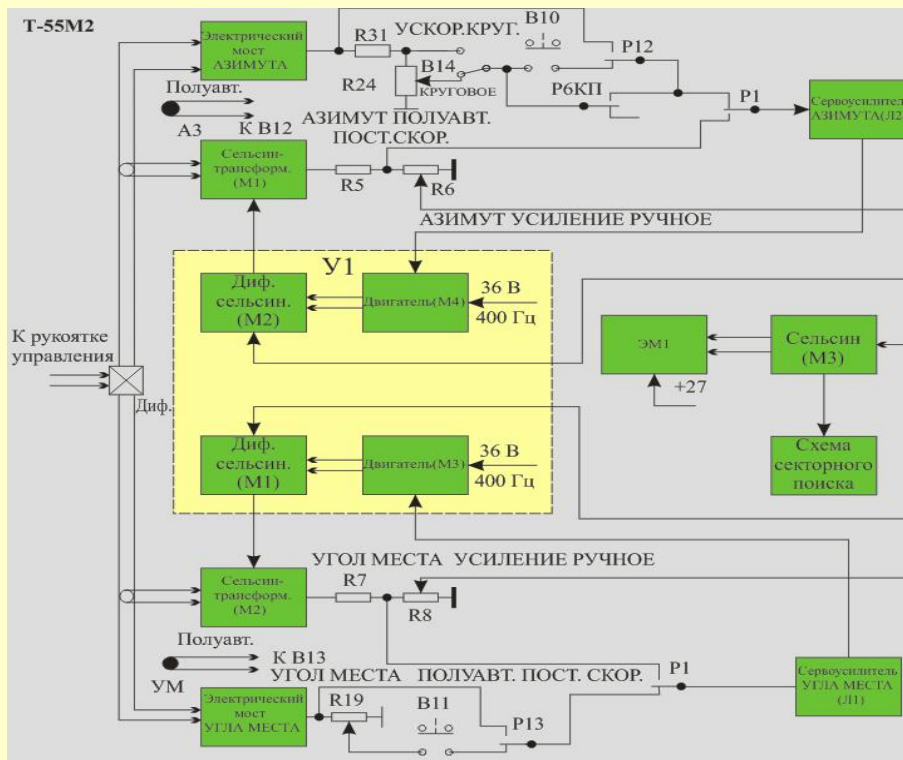 Т-55М2
Электрический
мост
АЗИМУТА
R31
УСКОР.КРУГ.
В10
В14
Р12
R24
КРУГОВОЕ
Р6КП
Р1
Сервоусилитель
АЗИМУТА(Л2)
Полуавт.
АЗ
К В12
АЗИМУТ ПОЛУАВТ.
ПОСТ.СКОР.
Сельсин-
трансформ.
(М1)
R5
R6
АЗИМУТ УСИЛЕНИЕ РУЧНОЕ
У1
Диф.
сельсин.
(М2)
Двигатель(М4)
36 В
400 Гц
К рукоятке
управления
Диф.
ЭМ1
Сельсин
(М3)
+27
Диф.
сельсин.
(М1)
Двигатель(М3)
36 В
400 Гц
Схема
секторного
поиска
УГОЛ МЕСТА УСИЛЕНИЕ РУЧНОЕ
Сельсин-
трансформ.
(М2)
R7
R8
Полуавт.
УМ
К В13
УГОЛ МЕСТА ПОЛУАВТ. ПОСТ. СКОР.
Электрический
мост
УГЛА МЕСТА
R19
В11
Р13
Р1
Сервоусилитель
УГЛА МЕСТА
(Л1)